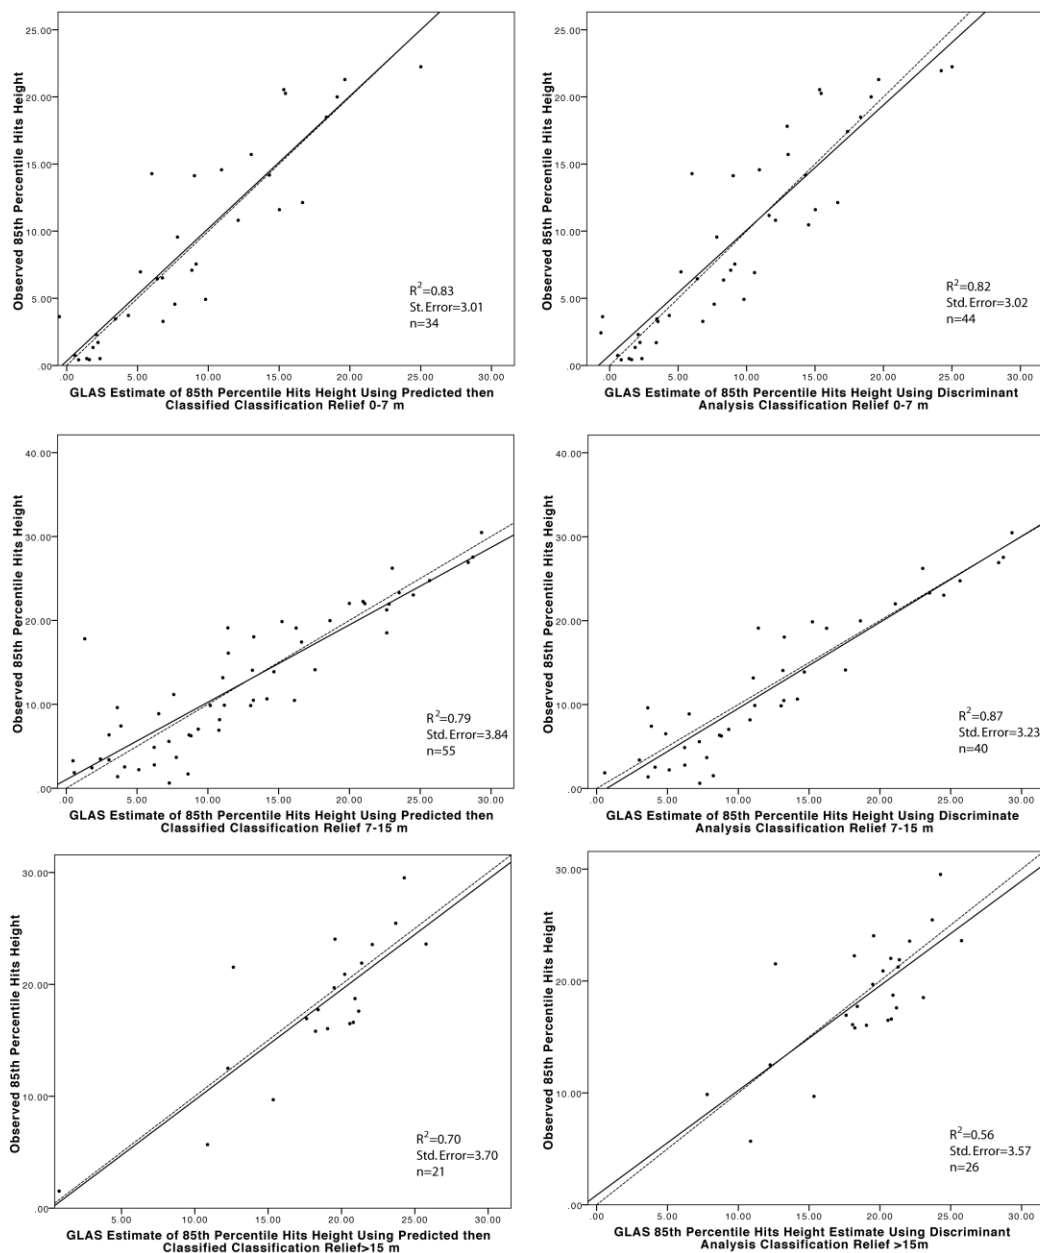 Observed 85th Percentile Hits Height
25.00
20.00
15.00
10.00
5.00
.00
.00 5.00 10.00 15.00 20.00 25.00 30.00
R²=0.83
St. Error=3.01
n=34
GLAS Estimate of 85th Percentile Hits Height Using Predicted then
Classified Classification Relief 0-7 m
Observed 85th Percentile Hits Height
25.00
20.00
15.00
10.00
5.00
.00
.00 5.00 10.00 15.00 20.00 25.00 30.00
R²=0.82
Std. Error=3.02
n=44
GLAS Estimate of 85th Percentile Hits Height Using Discriminant
Analysis Classification Relief 0-7 m
Observed 85th Percentile Hits Height
40.00
30.00
20.00
10.00
.00
.00 5.00 10.00 15.00 20.00 25.00 30.00
R²=0.79
Std. Error=3.84
n=55
GLAS Estimate of 85th Percentile Hits Height Using Predicted then
Classified Classification Relief 7-15 m
Observed 85th Percentile Hits Height
40.00
30.00
20.00
10.00
.00
.00 5.00 10.00 15.00 20.00 25.00 30.00
R²=0.87
Std. Error=3.23
n=40
GLAS Estimate of 85th Percentile Hits Height Using Discriminate
Analysis Classification Relief 7-15 m
Observed 85th Percentile Hits Height
30.00
20.00
10.00
.00
5.00 10.00 15.00 20.00 25.00 30.00
R²=0.70
Std. Error=3.70
n=21
GLAS Estimate of 85th Percentile Hits Height Using Predicted then
Classified Classification Relief>15 m
Observed 85th Percentile Hits Height
30.00
20.00
10.00
.00
.00 5.00 10.00 15.00 20.00 25.00 30.00
R²=0.56
Std. Error=3.57
n=26
GLAS 85th Percentile Hits Height Estimate Using Discriminant
Analysis Classification Relief >15m